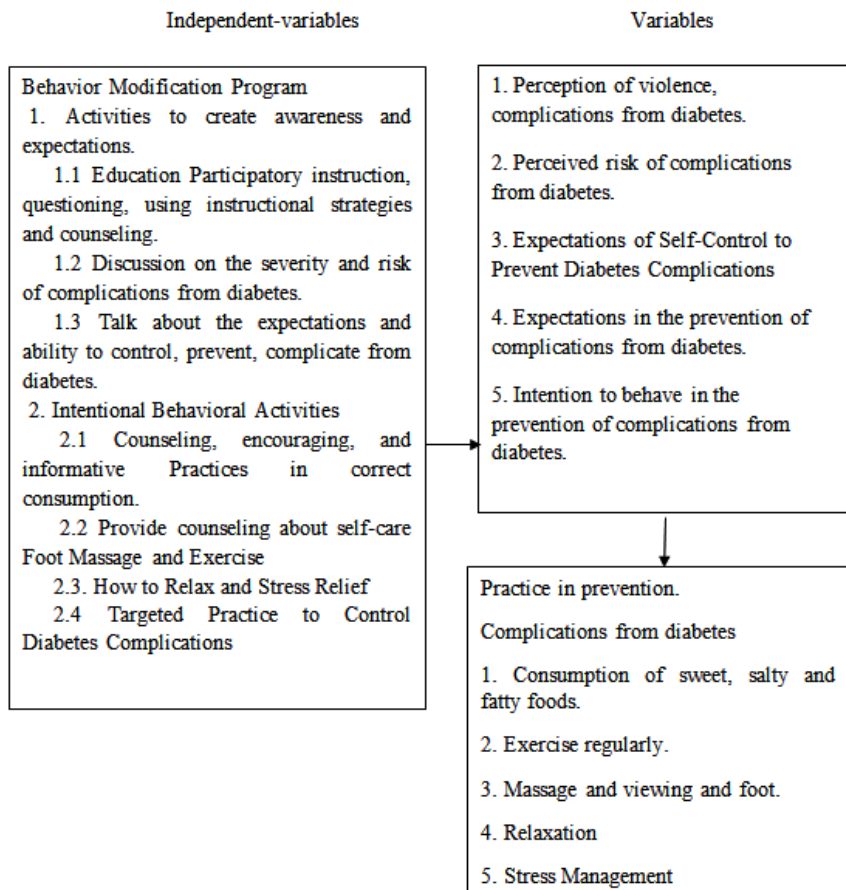 Independent-variables
Variables
Behavior Modification Program
1. Activities to create awareness and
expectations.
1.1 Education Participatory instruction,
questioning, using instructional strategies
and counseling.
1.2 Discussion on the severity and risk
of complications from diabetes.
1.3 Talk about the expectations and
ability to control, prevent, complicate from
diabetes.
2. Intentional Behavioral Activities
2.1 Counseling, encouraging, and
informative Practices in correct
consumption.
2.2 Provide counseling about self-care
Foot Massage and Exercise
2.3. How to Relax and Stress Relief
2.4 Targeted Practice to Control
Diabetes Complications
1. Perception of violence,
complications from diabetes.
2. Perceived risk of complications
from diabetes.
3. Expectations of Self-Control to
Prevent Diabetes Complications
4. Expectations in the prevention of
complications from diabetes.
5. Intention to behave in the
prevention of complications from
diabetes.
Practice in prevention.
Complications from diabetes
1. Consumption of sweet, salty and
fatty foods.
2. Exercise regularly.
3. Massage and viewing and foot.
4. Relaxation
5. Stress Management